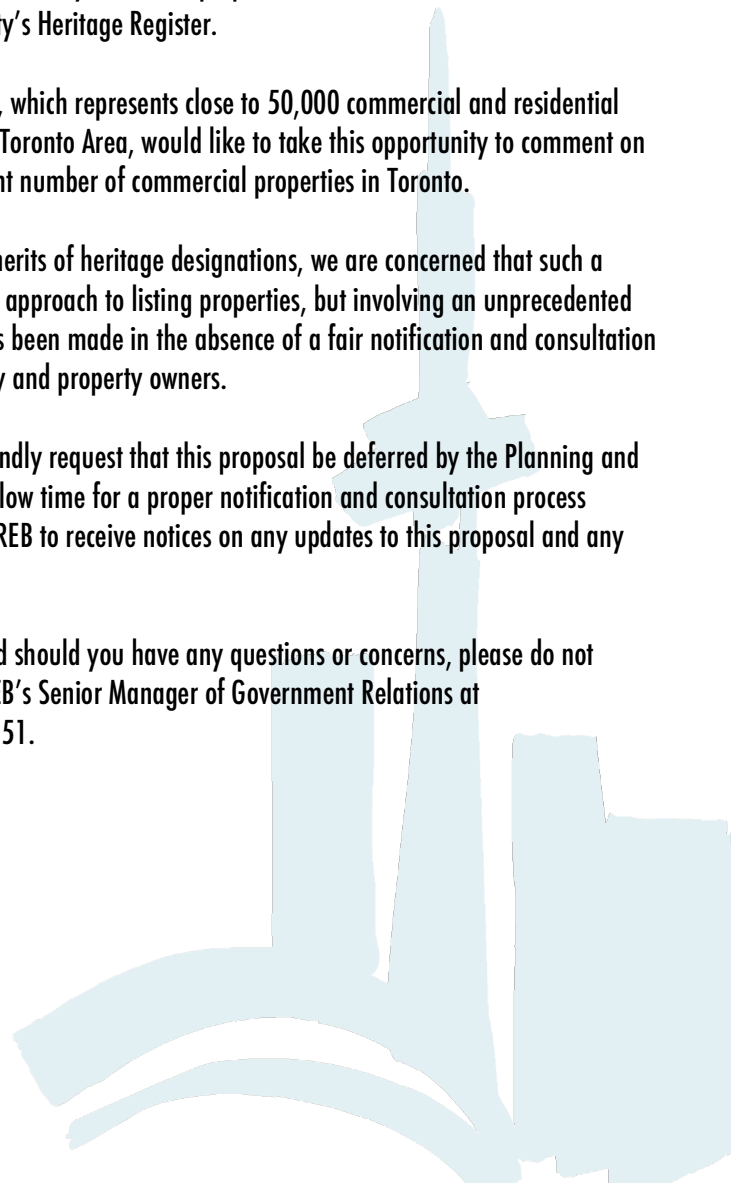 ty's Heritage Register.
, which represents close to 50,000 commercial and residential
Toronto Area, would like to take this opportunity to comment on
nt number of commercial properties in Toronto.
nerits of heritage designations, we are concerned that such a
approach to listing properties, but involving an unprecedented
s been made in the absence of a fair notification and consultation
y and property owners.
ndly request that this proposal be deferred by the Planning and
low time for a proper notification and consultation process
REB to receive notices on any updates to this proposal and any
d should you have any questions or concerns, please do not
EB's Senior Manager of Government Relations at
51.